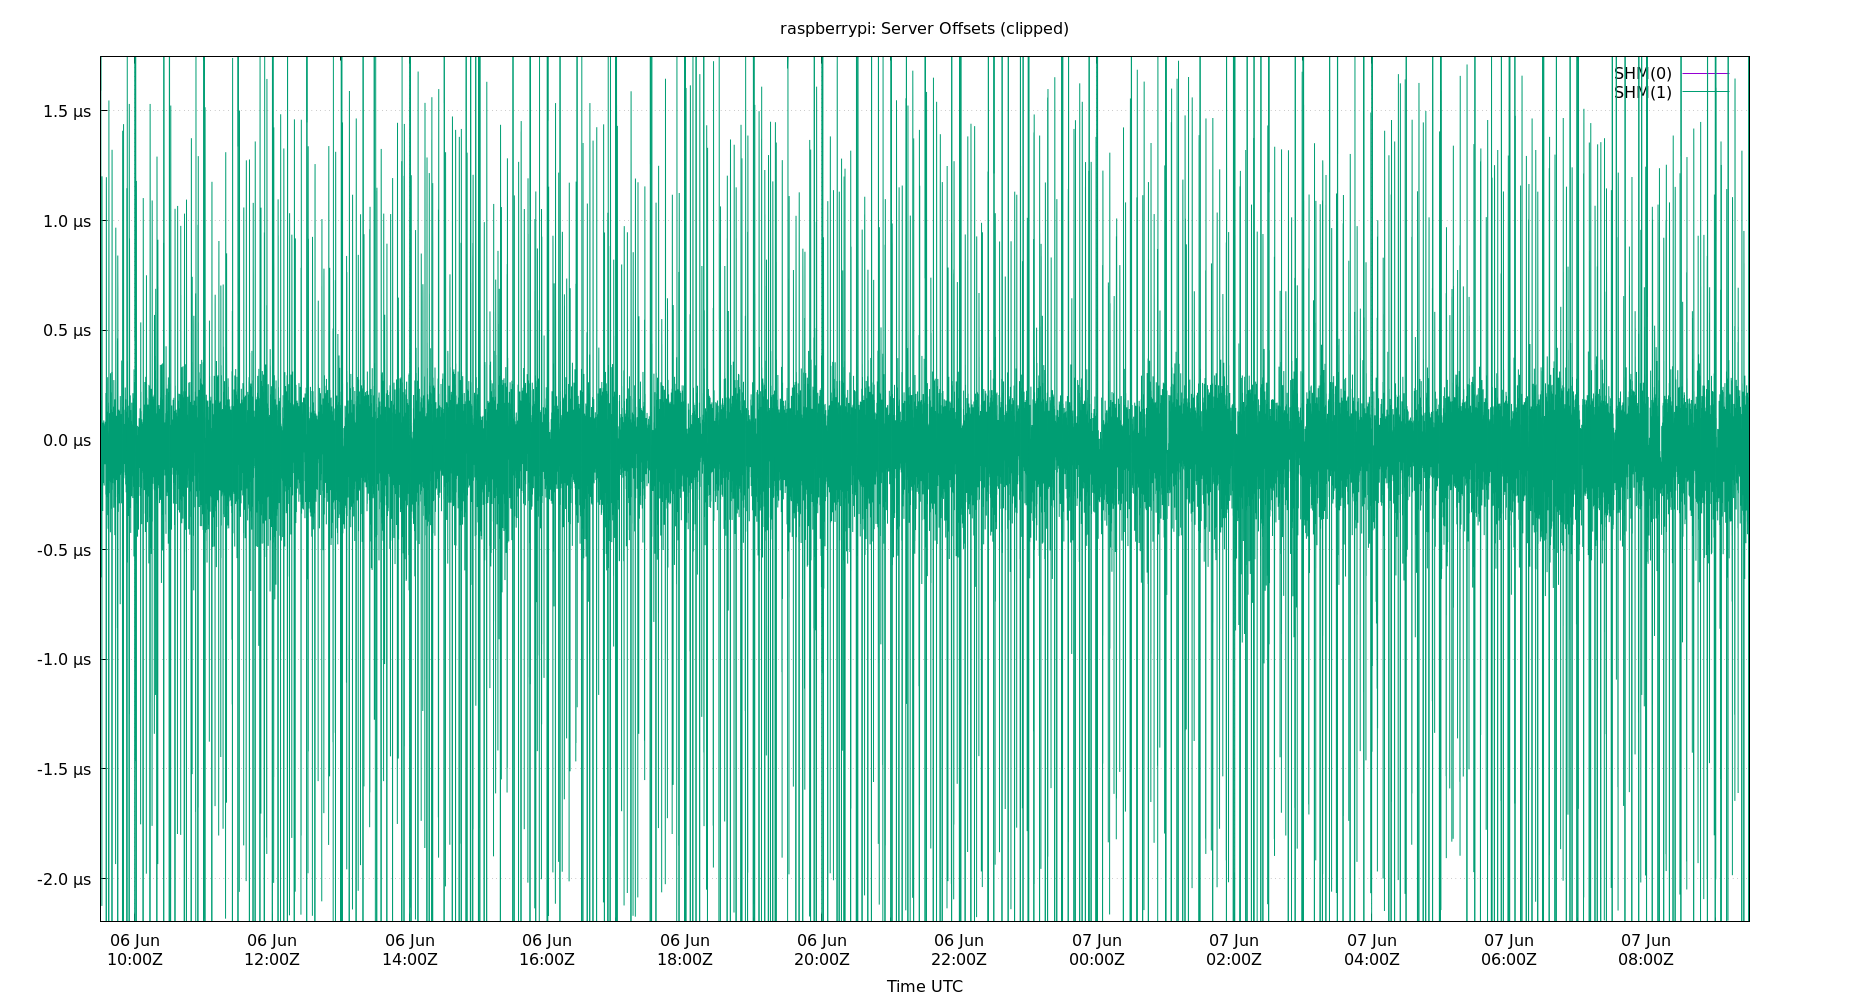 raspberrypi: Server Offsets (clipped)
SHM(0)
SHM(1)
1.5 µs
1.0 µs
0.5 µs
0.0 µs
-0.5 µs
-1.0 µs
-1.5 µs
-2.0 µs
06 Jun 06 Jun 06 Jun 06 Jun 06 Jun 06 Jun 06 Jun 07 Jun 07 Jun 07 Jun 07 Jun 07 Jun
10:00Z 12:00Z 14:00Z 16:00Z 18:00Z 20:00Z 22:00Z 00:00Z 02:00Z 04:00Z 06:00Z 08:00Z
Time UTC